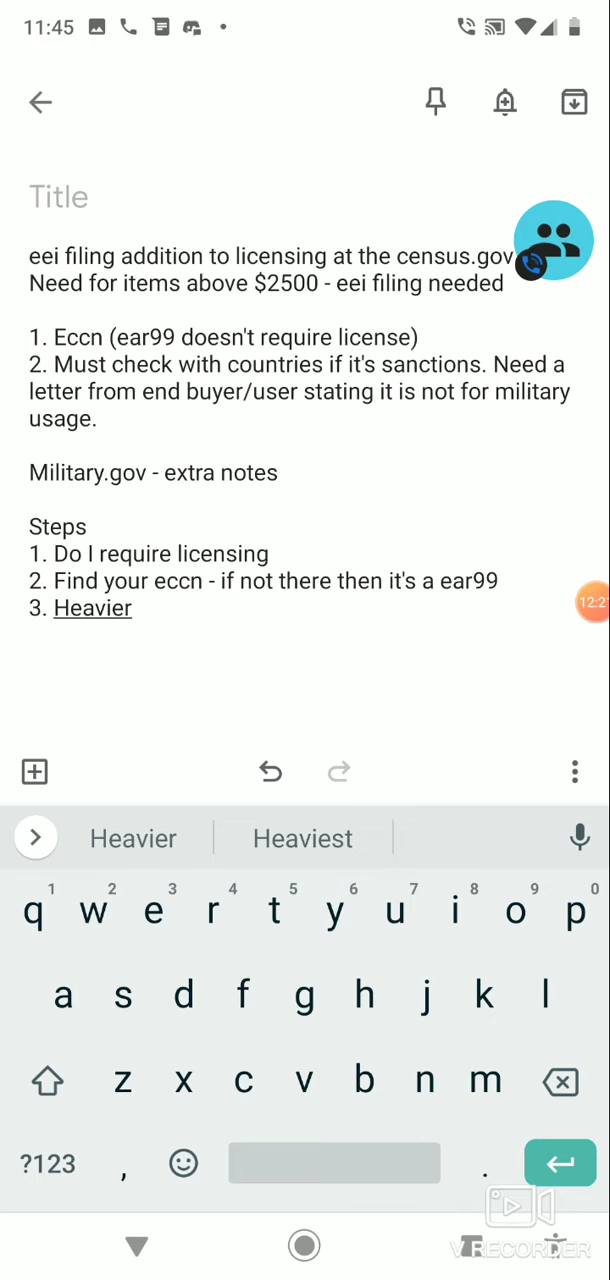 11:45
Title
eei filing addition to licensing at the census.gov
Need for items above $2500 - eei filing needed
1. Eccn (ear99 doesn't require license)
2. Must check with countries if it's sanctions. Need a
letter from end buyer/user stating it is not for military
usage.
Military.gov - extra notes
Steps
1. Do I require licensing
2. Find your eccn - if not there then it's a ear99
3. Heavier
Heavier Heaviest
1 2 3 4 5 6 7 8 9 0
q w e r t y u i o p
a s d f g h j k l
z x c v b n m
?123 , .